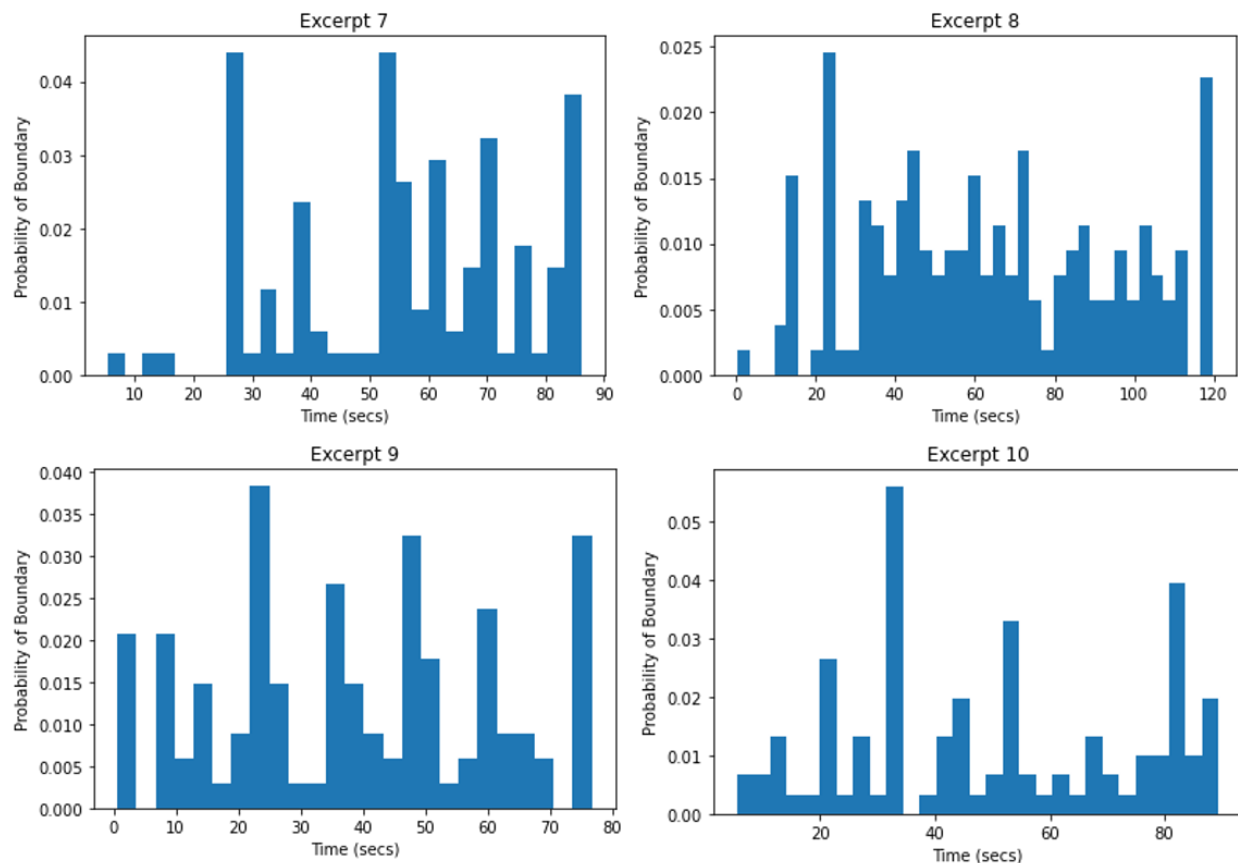 Excerpt 7
Probability of Boundary
0.04
0.03
0.02
0.01
0.00
10 20 30 40 50 60 70 80 90
Time (secs)
Excerpt 8
Probability of Boundary
0.025
0.020
0.015
0.010
0.005
0.000
0 20 40 60 80 100 120
Time (secs)
Excerpt 9
Probability of Boundary
0.040
0.035
0.030
0.025
0.020
0.015
0.010
0.005
0.000
0 10 20 30 40 50 60 70 80
Time (secs)
Excerpt 10
Probability of Boundary
0.05
0.04
0.03
0.02
0.01
0.00
20 40 60 80
Time (secs)